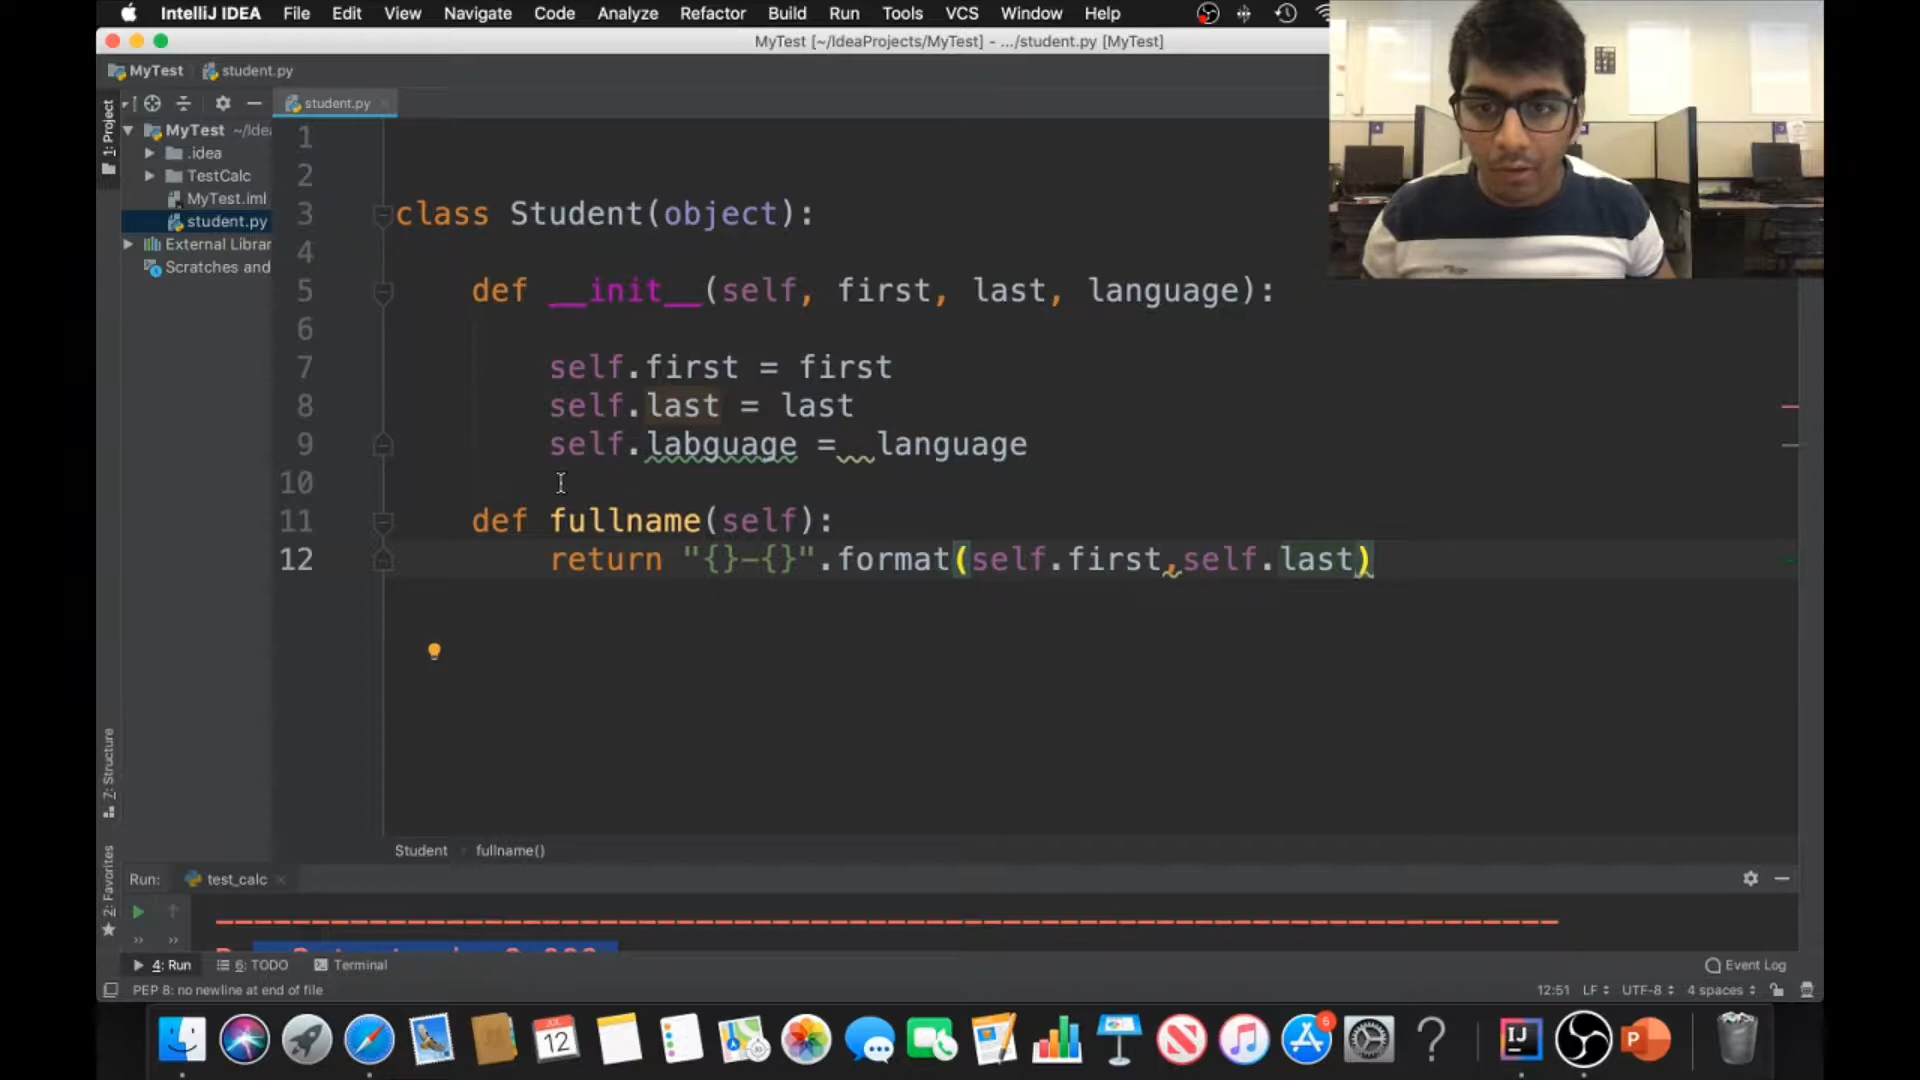 IntelliJ IDEA File Edit View Navigate Code Analyze Refactor Build Run Tools VCS Window Help
MyTest [~/IdeaProjects/MyTest] - .../student.py [MyTest]
MyTest student.py
1: Project
student.py
MyTest ~/Idea
.idea
TestCalc
MyTest.iml
student.py
External Librar
Scratches and
1
2
3 class Student(object):
4
5 def __init__(self, first, last, language):
6
7 self.first = first
8 self.last = last
9 self.labguage =  language
10
11 def fullname(self):
12 return "{}-{}".format(self.first,self.last)
7: Structure
2: Favorites
Student fullname()
Run: test_calc
4: Run 6: TODO Terminal Event Log
PEP 8: no newline at end of file 12:51 LF UTF-8 4 spaces
JUL
12
6
IJ
P